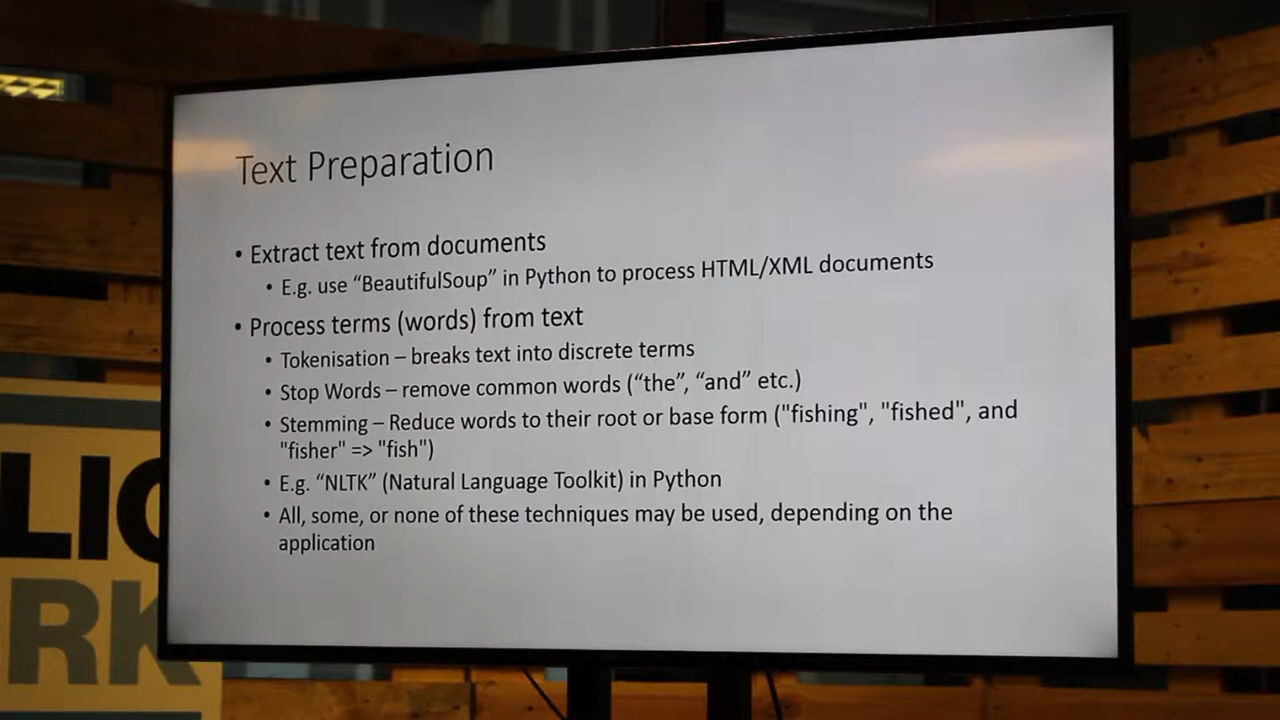 Text Preparation
• Extract text from documents
• E.g. use “BeautifulSoup” in Python to process HTML/XML documents
• Process terms (words) from text
• Tokenisation – breaks text into discrete terms
• Stop Words – remove common words (“the”, “and” etc.)
• Stemming – Reduce words to their root or base form ("fishing", "fished", and
"fisher" => "fish")
• E.g. “NLTK” (Natural Language Toolkit) in Python
• All, some, or none of these techniques may be used, depending on the
application
LIC
RK